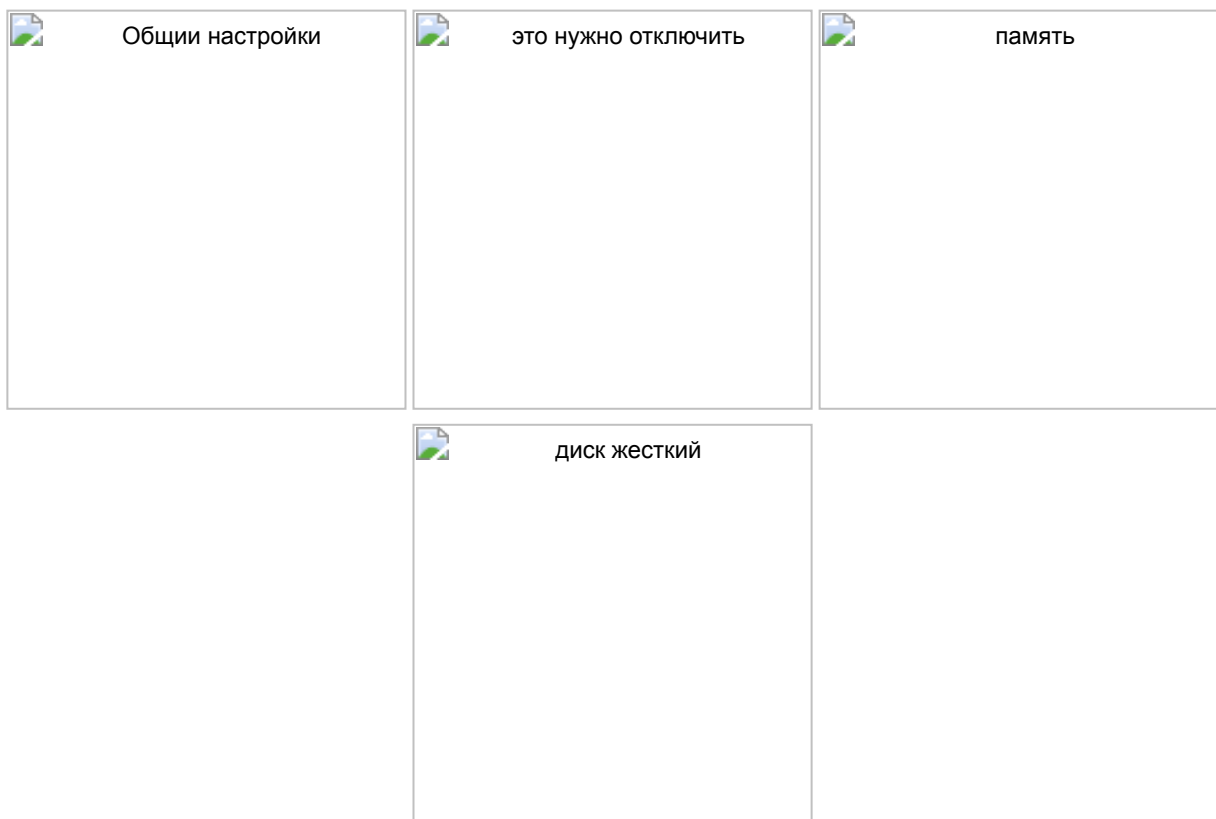 Общии настройки
это нужно отключить
память
диск жесткий